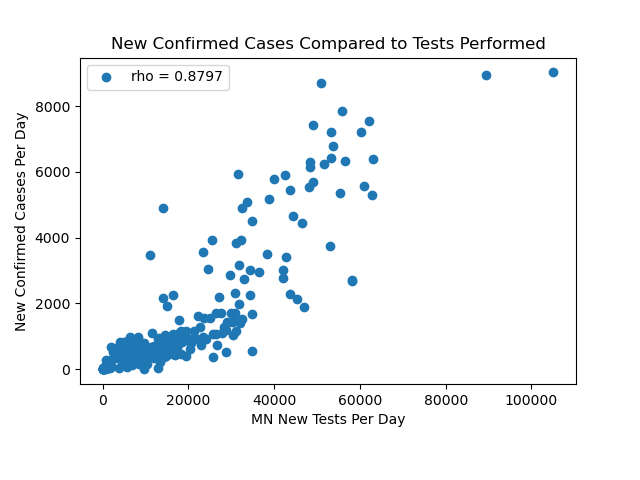 New Confirmed Cases Compared to Tests Performed
rho = 0.8797
8000
6000
4000
2000
0
New Confirmed Caeses Per Day
0 20000 40000 60000 80000 100000
MN New Tests Per Day